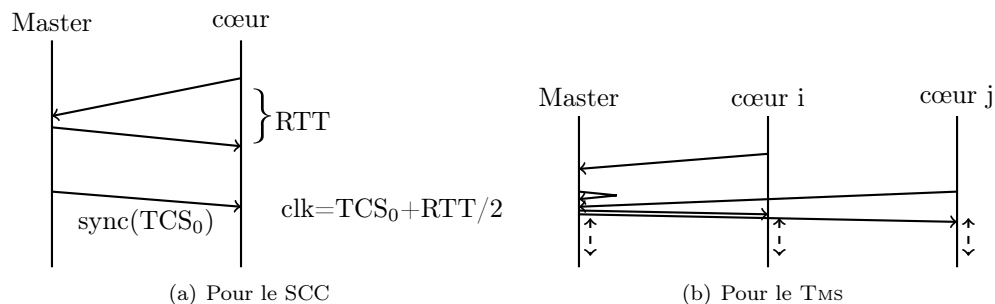 Master cœur
RTT
sync(TCS₀)
clk=TCS₀+RTT/2
(a) Pour le SCC
Master cœur i cœur j
(b) Pour le TMS